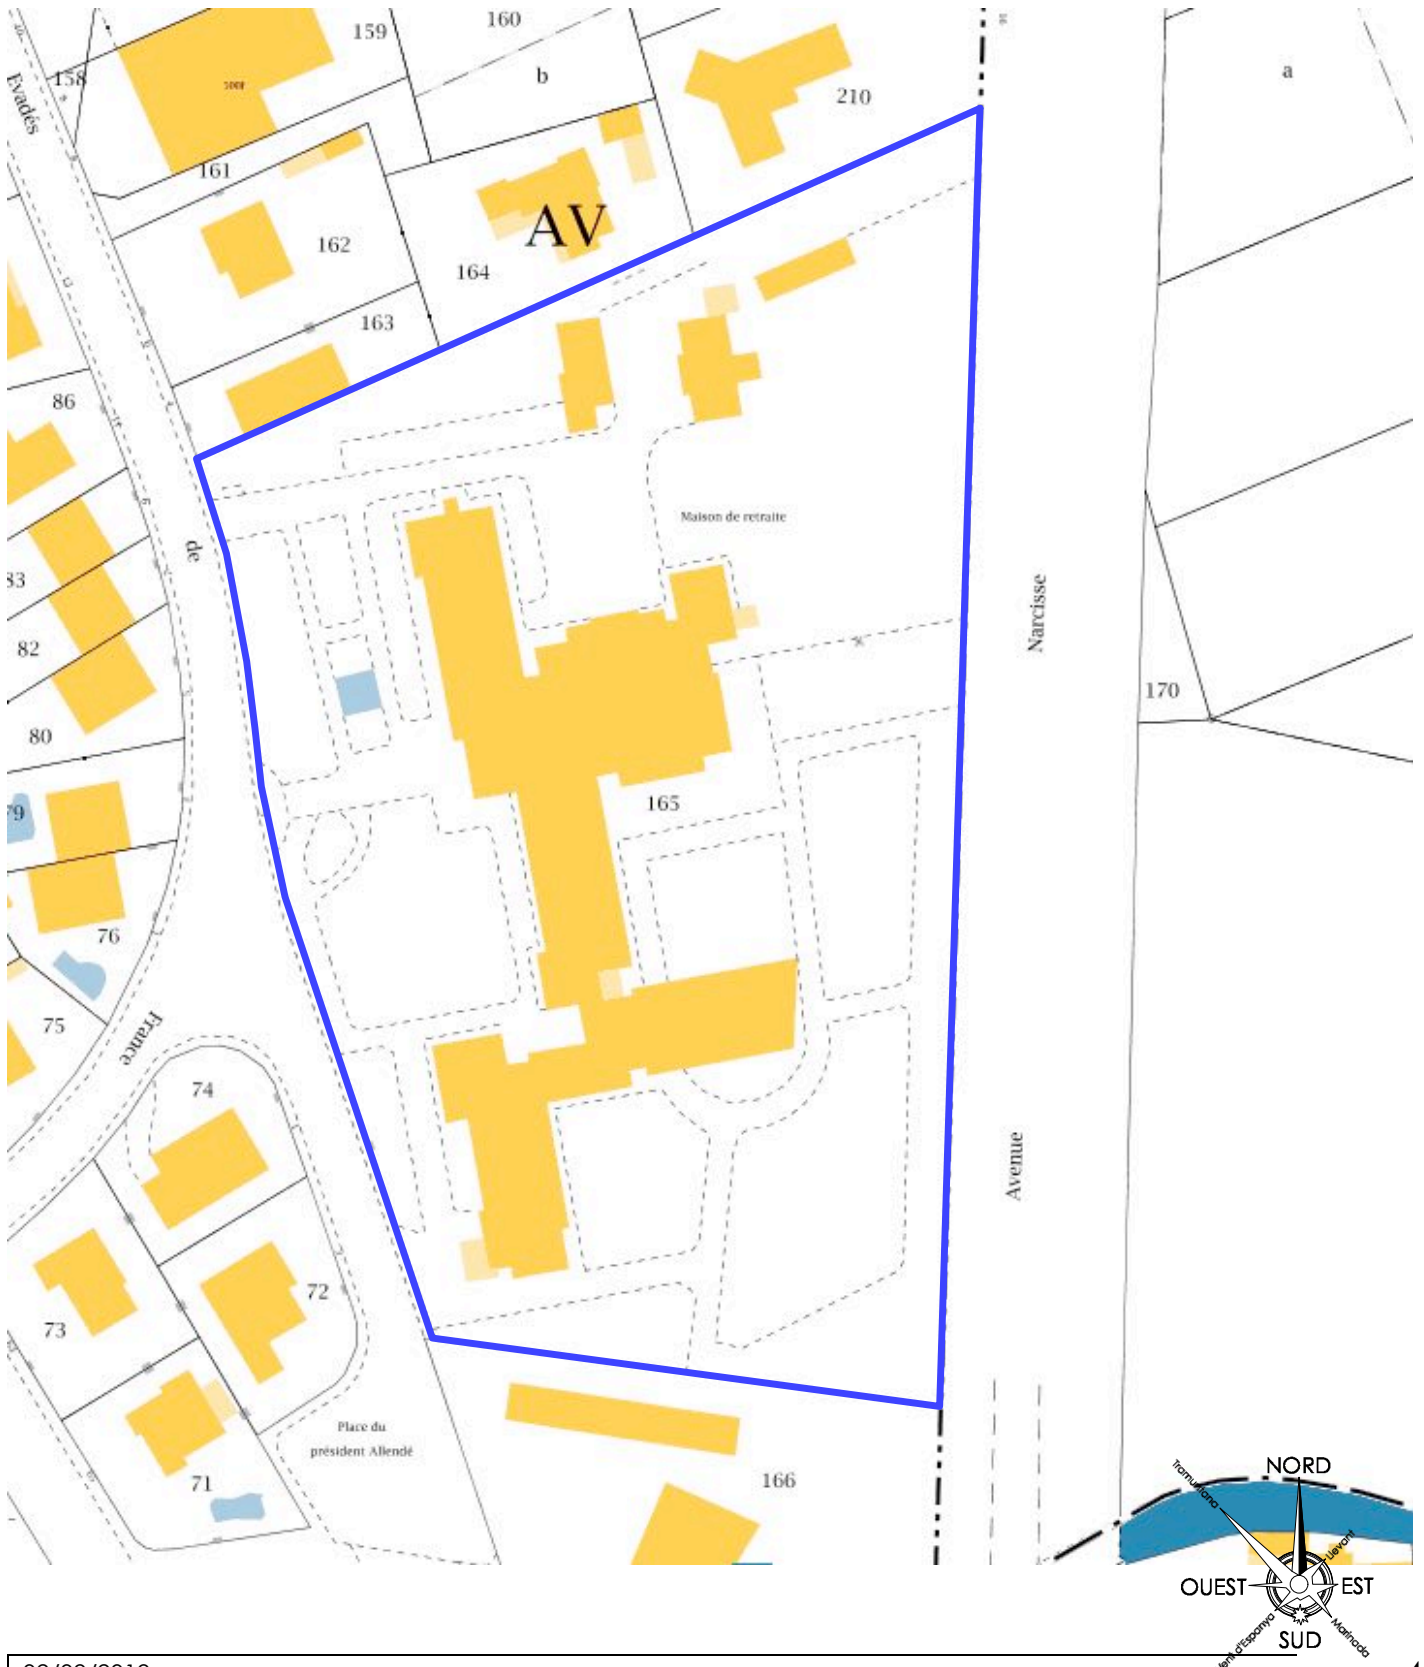 160
159
158
b
a
210
Evadés
161
AV
162
164
163
86
de
Maison de retraite
83
Narcisse
82
170
80
79
165
76
75
France
74
Avenue
72
73
Place du
président Allendé
71
166
NORD
Tramuntana
Llevant
OUEST
EST
Marinada
SUD